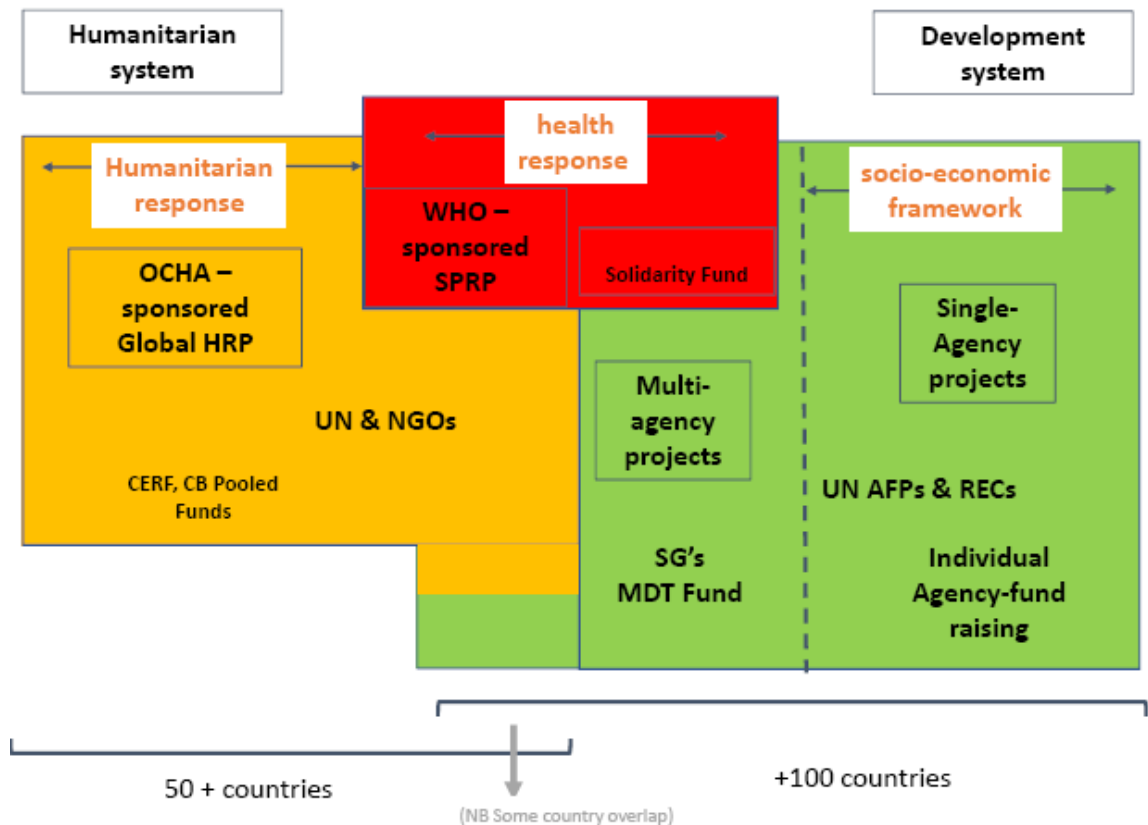 Humanitarian
system
Development
system
Humanitarian
response
health
response
socio-economic
framework
OCHA –
sponsored
Global HRP
WHO –
sponsored
SPRP
Solidarity Fund
Single-
Agency
projects
Multi-
agency
projects
UN & NGOs
CERF, CB Pooled
Funds
UN AFPs & RECs
SG's
MDT Fund
Individual
Agency-fund
raising
50 + countries
+100 countries
(NB Some country overlap)